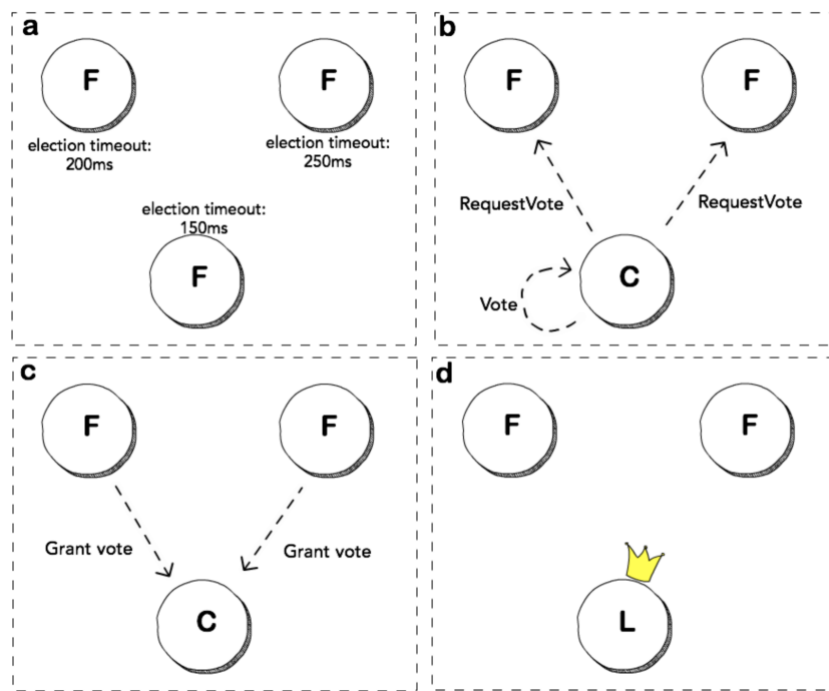 a
F
F
election timeout:
200ms
election timeout:
250ms
election timeout:
150ms
F
b
F
F
RequestVote
RequestVote
Vote
C
c
F
F
Grant vote
Grant vote
C
d
F
F
L